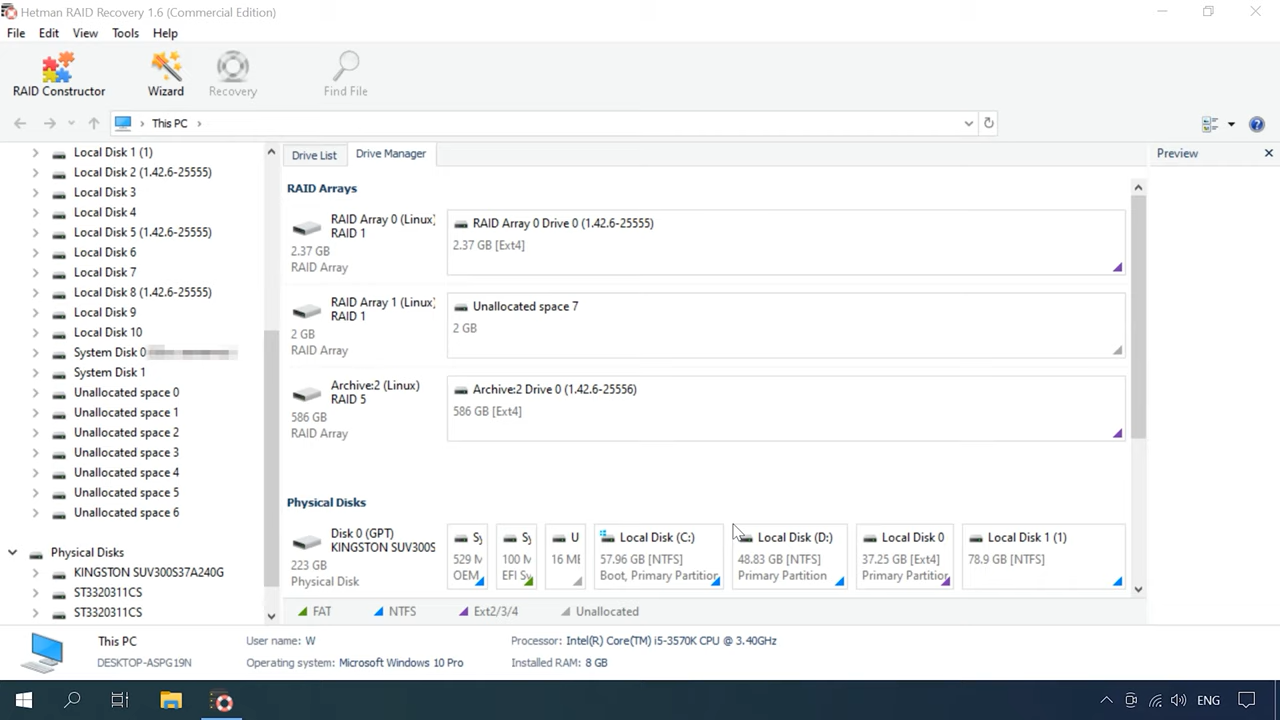 Hetman RAID Recovery 1.6 (Commercial Edition)
File Edit View Tools Help
RAID Constructor Wizard Recovery Find File
This PC
Local Disk 1 (1)
Local Disk 2 (1.42.6-25555)
Local Disk 3
Local Disk 4
Local Disk 5 (1.42.6-25555)
Local Disk 6
Local Disk 7
Local Disk 8 (1.42.6-25555)
Local Disk 9
Local Disk 10
System Disk 0
System Disk 1
Unallocated space 0
Unallocated space 1
Unallocated space 2
Unallocated space 3
Unallocated space 4
Unallocated space 5
Unallocated space 6
Physical Disks
KINGSTON SUV300S37A240G
ST3320311CS
ST3320311CS
Drive List Drive Manager
RAID Arrays
RAID Array 0 (Linux)
RAID 1
2.37 GB
RAID Array
RAID Array 0 Drive 0 (1.42.6-25555)
2.37 GB [Ext4]
RAID Array 1 (Linux)
RAID 1
2 GB
RAID Array
Unallocated space 7
2 GB
Archive:2 (Linux)
RAID 5
586 GB
RAID Array
Archive:2 Drive 0 (1.42.6-25556)
586 GB [Ext4]
Physical Disks
Disk 0 (GPT)
KINGSTON SUV300S
223 GB
Physical Disk
Sy
529 M
OEM,
Sy
100 M
EFI Sy
U
16 ME
Local Disk (C:)
57.96 GB [NTFS]
Boot, Primary Partition
Local Disk (D:)
48.83 GB [NTFS]
Primary Partition
Local Disk 0
37.25 GB [Ext4]
Primary Partition
Local Disk 1 (1)
78.9 GB [NTFS]
FAT NTFS Ext2/3/4 Unallocated
Preview
This PC
DESKTOP-ASPG19N
User name: W
Operating system: Microsoft Windows 10 Pro
Processor: Intel(R) Core(TM) i5-3570K CPU @ 3.40GHz
Installed RAM: 8 GB
ENG